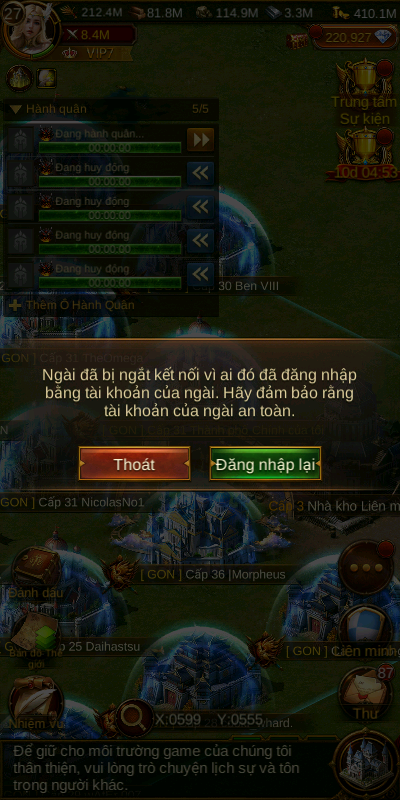 27
212.4M
81.8M
114.9M
3.3M
410.1M
8.4M
220,927
VIP7
Hành quân
5/5
Trung tâm
Sự kiện
Đang hành quân...
00:00:00
10d 04:53
Đang huy động
00:00:00
Đang huy động
00:00:00
Đang huy động
00:00:00
30 Ben VIII
Đang huy động
00:00:00
Thêm Ô Hành Quân
GON ] Cấp 31 TheOmega
Ngài đã bị ngắt kết nối vì ai đó đã đăng nhập
bằng tài khoản của ngài. Hãy đảm bảo rằng
tài khoản của ngài an toàn.
Thoát
Đăng nhập lại
GON ] Cấp 31 NicolasNo1
Cấp 3 Nhà kho Liên m
[ GON ] Cấp 36 |Morpheus
Đánh dấu
p 25 Daihastsu
Bản đồ Thế
giới
[ GON ]
Liên minh
87
Nhiệm vụ
X:0599
Y:0555
hard.
Thư
Để giữ cho môi trường game của chúng tôi
thân thiện, vui lòng trò chuyện lịch sự và tôn
trọng người khác.